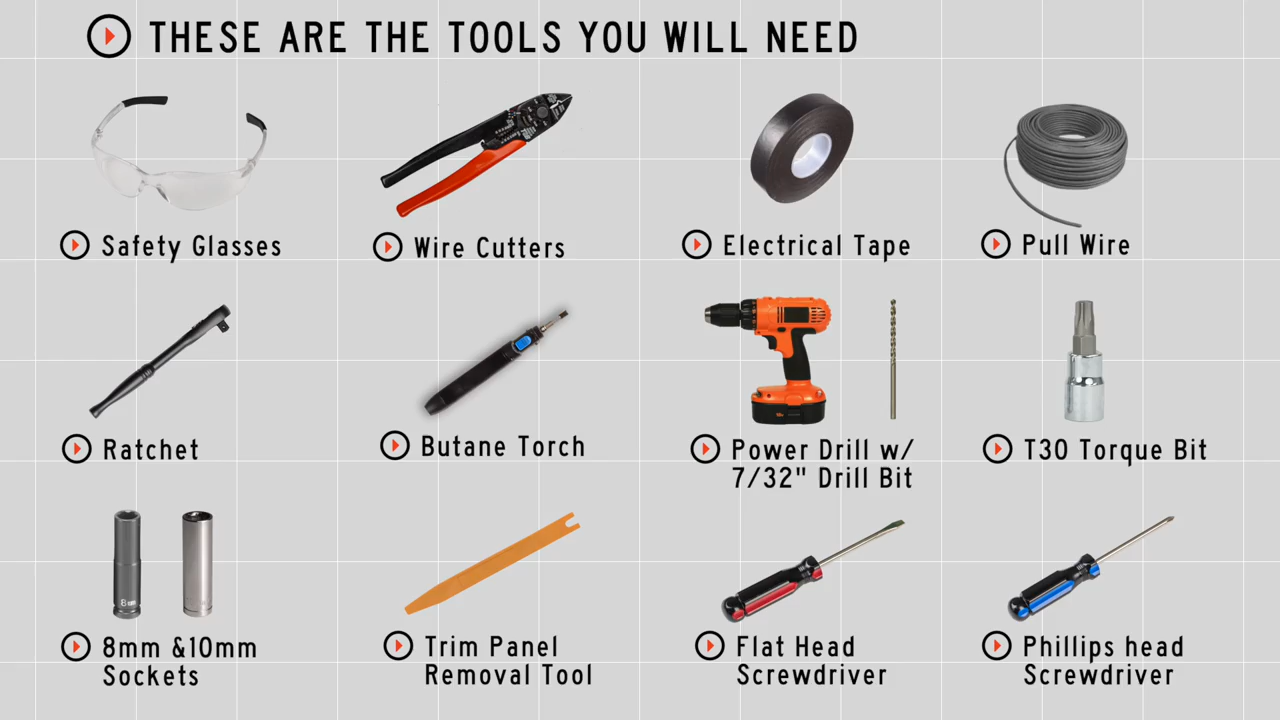 THESE ARE THE TOOLS YOU WILL NEED
Safety Glasses
Wire Cutters
Electrical Tape
Pull Wire
Ratchet
Butane Torch
Power Drill w/
7/32" Drill Bit
T30 Torque Bit
8mm &10mm
Sockets
Trim Panel
Removal Tool
Flat Head
Screwdriver
Phillips head
Screwdriver